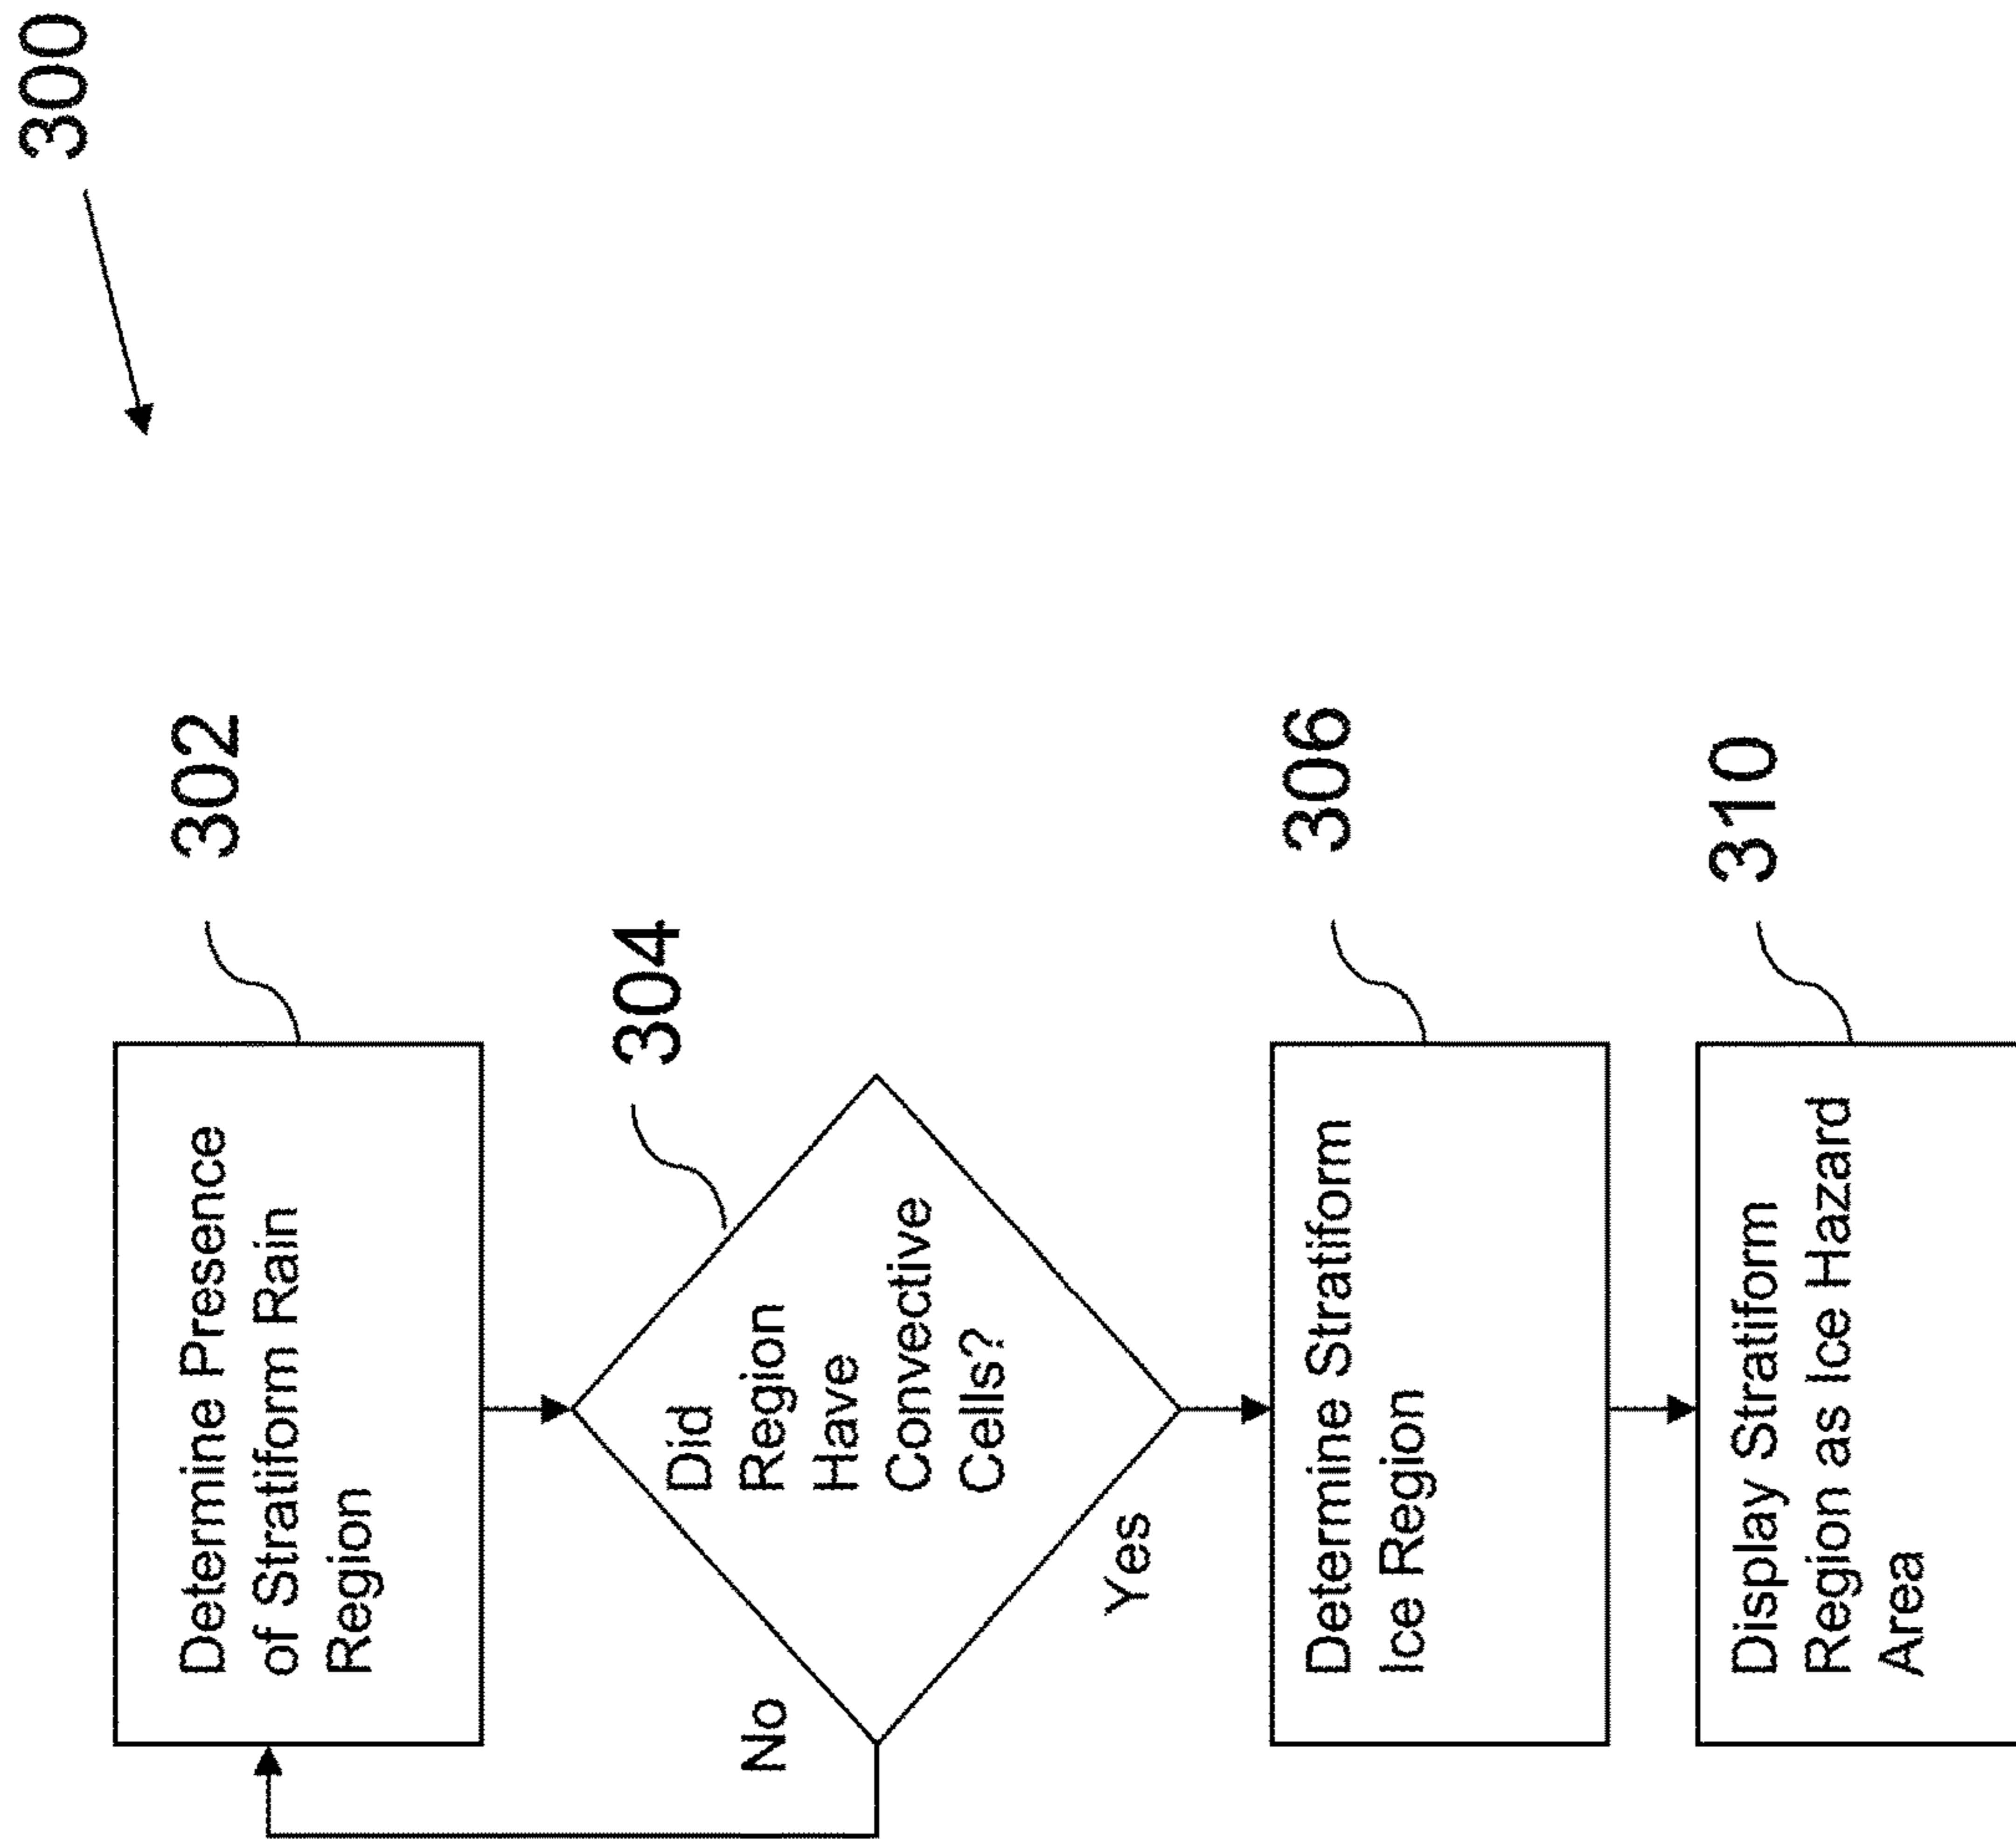 300
302
Determine Presence
of Stratiform Rain
Region
304
Did
Region
Have
Convective
Cells?
No
Yes
306
Determine Stratiform
Ice Region
310
Display Stratiform
Region as Ice Hazard
Area